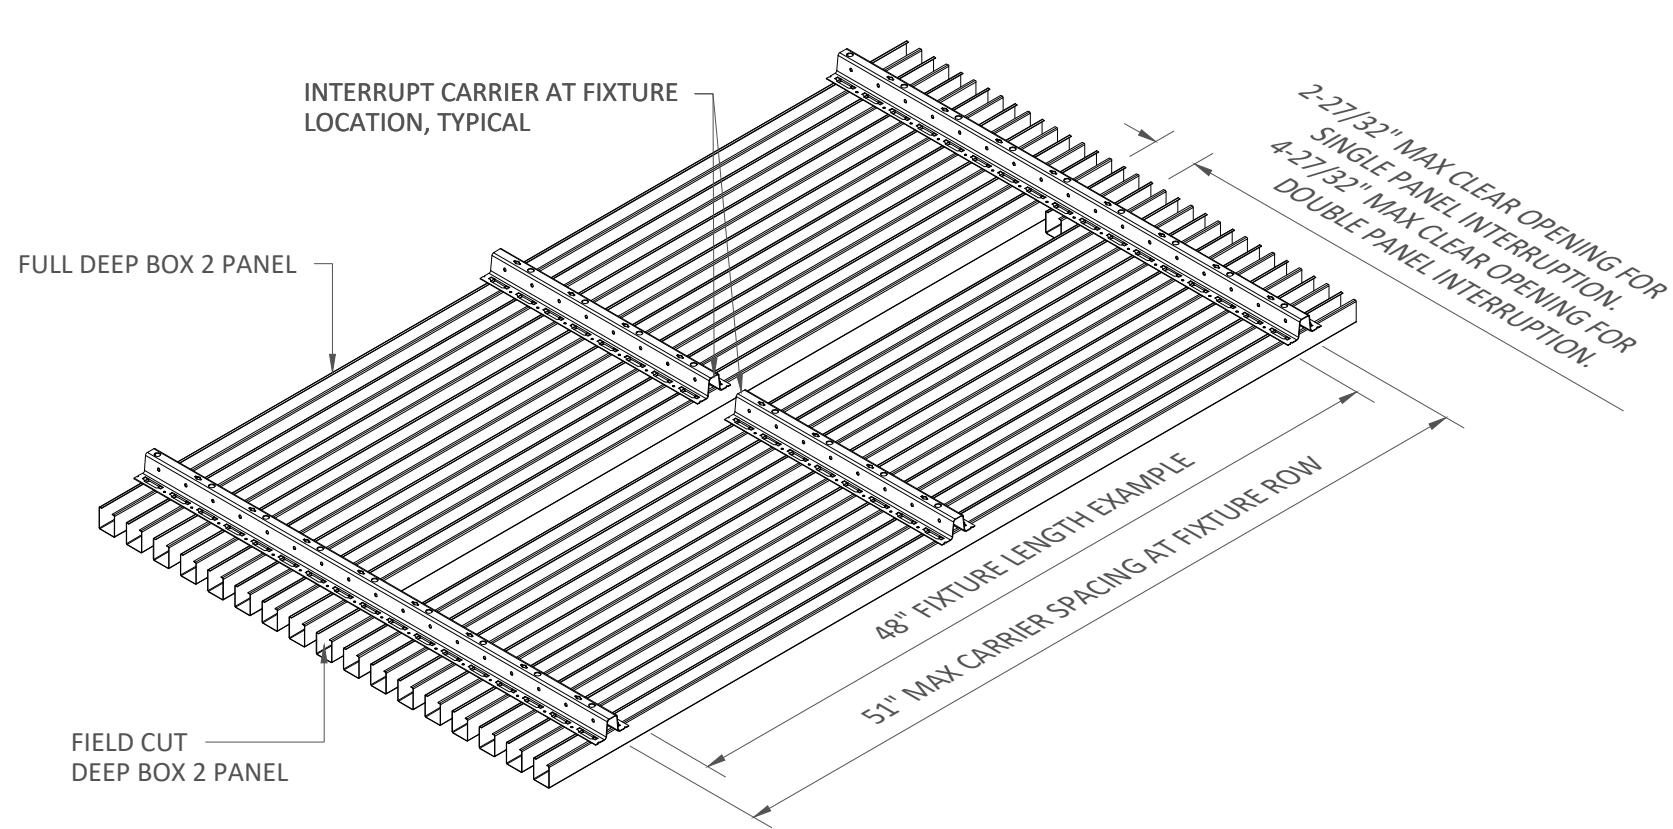 INTERRUPT CARRIER AT FIXTURE
LOCATION, TYPICAL
2-27/32" MAX CLEAR OPENING FOR
SINGLE PANEL INTERRUPTION.
4-27/32" MAX CLEAR OPENING FOR
DOUBLE PANEL INTERRUPTION.
FULL DEEP BOX 2 PANEL
48" FIXTURE LENGTH EXAMPLE
51" MAX CARRIER SPACING AT FIXTURE ROW
FIELD CUT
DEEP BOX 2 PANEL